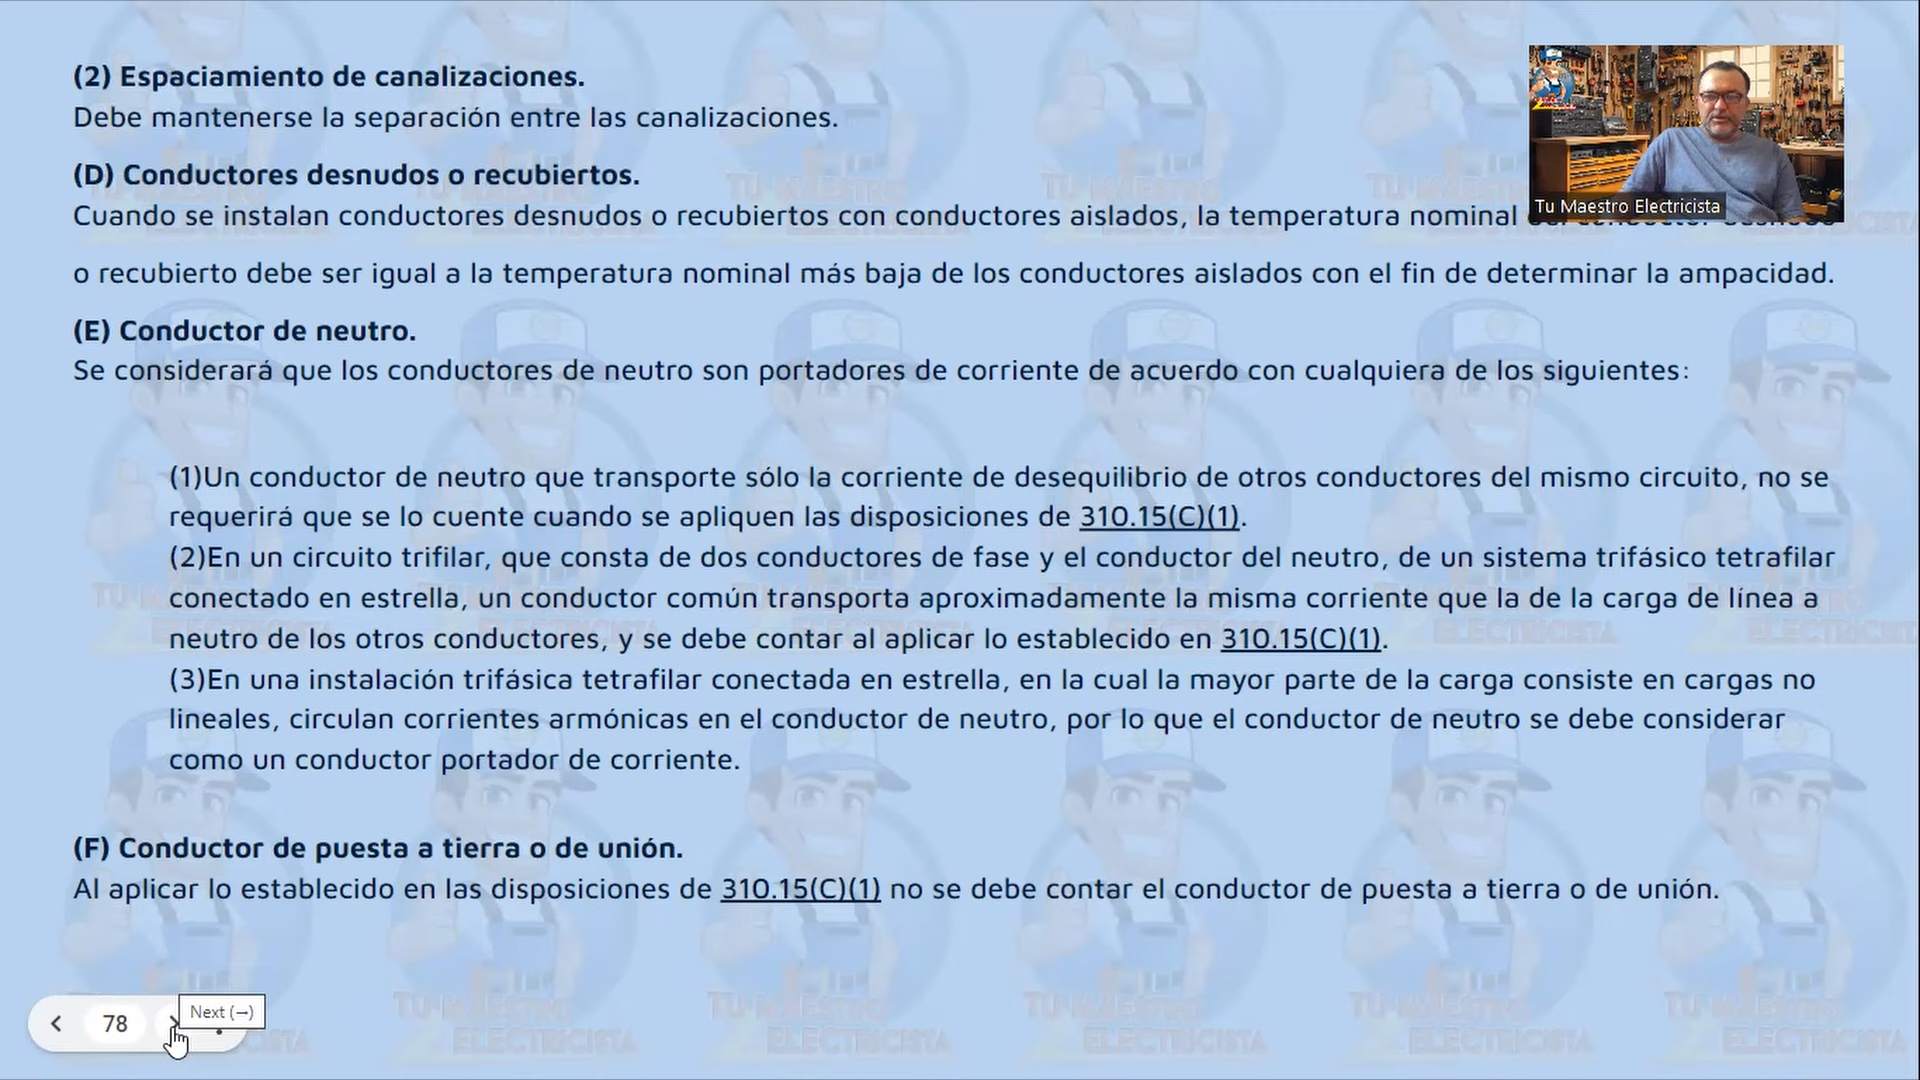 (2) Espaciamiento de canalizaciones.
Debe mantenerse la separación entre las canalizaciones.
(D) Conductores desnudos o recubiertos.
Cuando se instalan conductores desnudos o recubiertos con conductores aislados, la temperatura nominal
o recubierto debe ser igual a la temperatura nominal más baja de los conductores aislados con el fin de determinar la ampacidad.
(E) Conductor de neutro.
Se considerará que los conductores de neutro son portadores de corriente de acuerdo con cualquiera de los siguientes:
(1)Un conductor de neutro que transporte sólo la corriente de desequilibrio de otros conductores del mismo circuito, no se
requerirá que se lo cuente cuando se apliquen las disposiciones de 310.15(C)(1).
(2)En un circuito trifilar, que consta de dos conductores de fase y el conductor del neutro, de un sistema trifásico tetrafilar
conectado en estrella, un conductor común transporta aproximadamente la misma corriente que la de la carga de línea a
neutro de los otros conductores, y se debe contar al aplicar lo establecido en 310.15(C)(1).
(3)En una instalación trifásica tetrafilar conectada en estrella, en la cual la mayor parte de la carga consiste en cargas no
lineales, circulan corrientes armónicas en el conductor de neutro, por lo que el conductor de neutro se debe considerar
como un conductor portador de corriente.
(F) Conductor de puesta a tierra o de unión.
Al aplicar lo establecido en las disposiciones de 310.15(C)(1) no se debe contar el conductor de puesta a tierra o de unión.
Tu Maestro Electricista
78
Next (→)